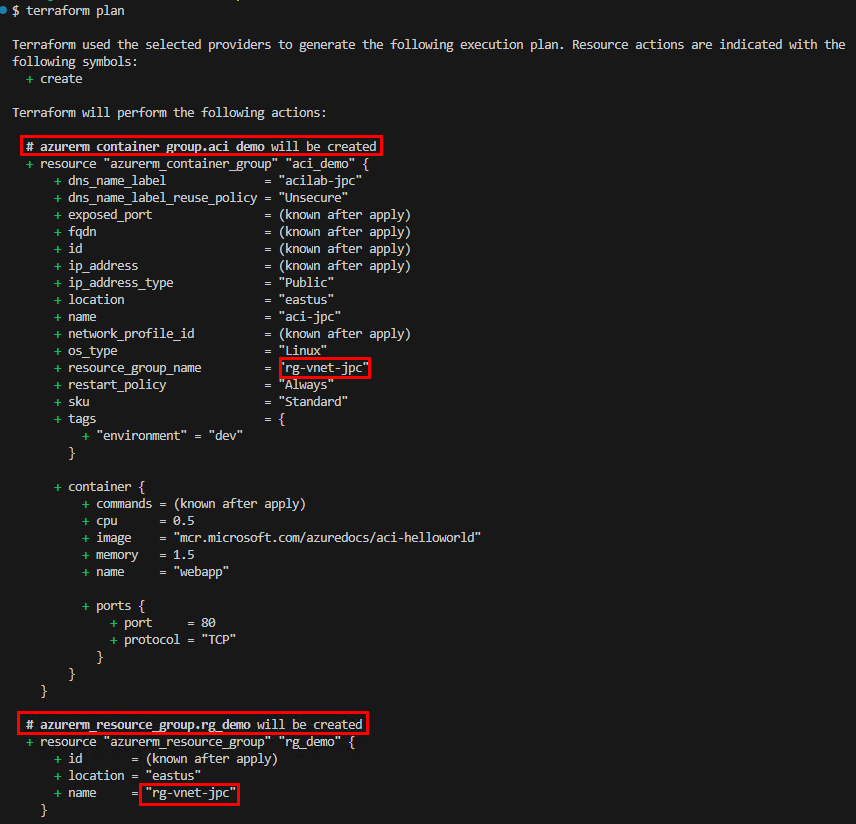 $ terraform plan
Terraform used the selected providers to generate the following execution plan. Resource actions are indicated with the
following symbols:
+ create
Terraform will perform the following actions:
# azurerm_container_group.aci_demo will be created
+ resource "azurerm_container_group" "aci_demo" {
+ dns_name_label = "acilab-jpc"
+ dns_name_label_reuse_policy = "Unsecure"
+ exposed_port = (known after apply)
+ fqdn = (known after apply)
+ id = (known after apply)
+ ip_address = (known after apply)
+ ip_address_type = "Public"
+ location = "eastus"
+ name = "aci-jpc"
+ network_profile_id = (known after apply)
+ os_type = "Linux"
+ resource_group_name = "rg-vnet-jpc"
+ restart_policy = "Always"
+ sku = "Standard"
+ tags = {
+ "environment" = "dev"
}
+ container {
+ commands = (known after apply)
+ cpu = 0.5
+ image = "mcr.microsoft.com/azuredocs/aci-helloworld"
+ memory = 1.5
+ name = "webapp"
+ ports {
+ port = 80
+ protocol = "TCP"
}
}
}
# azurerm_resource_group.rg_demo will be created
+ resource "azurerm_resource_group" "rg_demo" {
+ id = (known after apply)
+ location = "eastus"
+ name = "rg-vnet-jpc"
}